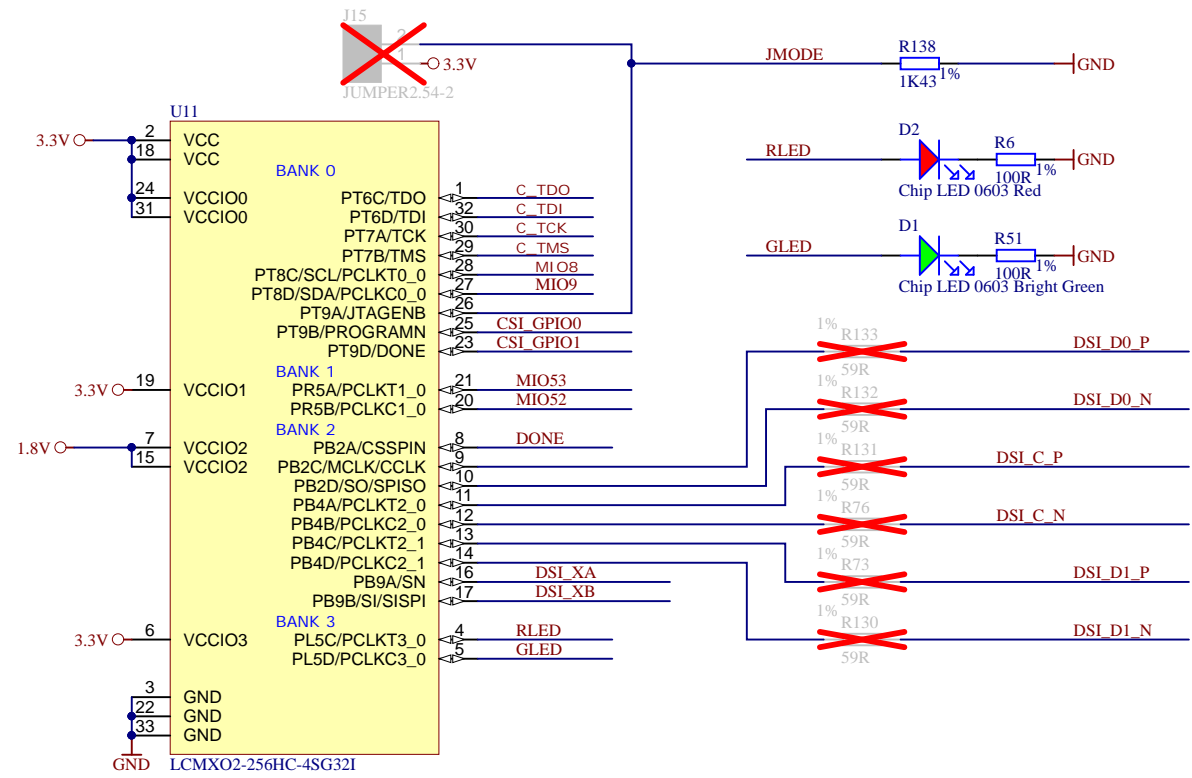 J15
2
1
3.3V
JUMPER2.54-2
JMODE
R138
1K43
1%
GND
U11
3.3V
2
VCC
18
VCC
BANK 0
24
VCCIO0
31
VCCIO0
PT6C/TDO
1
C_TDO
PT6D/TDI
32
C_TDI
PT7A/TCK
30
C_TCK
PT7B/TMS
29
C_TMS
PT8C/SCL/PCLKT0_0
28
MIO8
PT8D/SDA/PCLKC0_0
27
MIO9
PT9A/JTAGENB
26
PT9B/PROGRAMN
25
CSI_GPIO0
PT9D/DONE
23
CSI_GPIO1
BANK 1
3.3V
19
VCCIO1
PR5A/PCLKT1_0
21
MIO53
PR5B/PCLKC1_0
20
MIO52
BANK 2
1.8V
7
VCCIO2
15
VCCIO2
PB2A/CSSPIN
8
DONE
PB2C/MCLK/CCLK
9
PB2D/SO/SPISO
10
PB4A/PCLKT2_0
11
PB4B/PCLKC2_0
12
PB4C/PCLKT2_1
13
PB4D/PCLKC2_1
14
PB9A/SN
16
DSI_XA
PB9B/SI/SISPI
17
DSI_XB
BANK 3
3.3V
6
VCCIO3
PL5C/PCLKT3_0
4
RLED
PL5D/PCLKC3_0
5
GLED
3
GND
22
GND
33
GND
GND
LCMXO2-256HC-4SG32I
RLED
D2
Chip LED 0603 Red
R6
100R
1%
GND
GLED
D1
Chip LED 0603 Bright Green
R51
100R
1%
GND
1%
R133
59R
DSI_D0_P
1%
R132
59R
DSI_D0_N
1%
R131
59R
DSI_C_P
1%
R76
59R
DSI_C_N
1%
R73
59R
DSI_D1_P
1%
R130
59R
DSI_D1_N